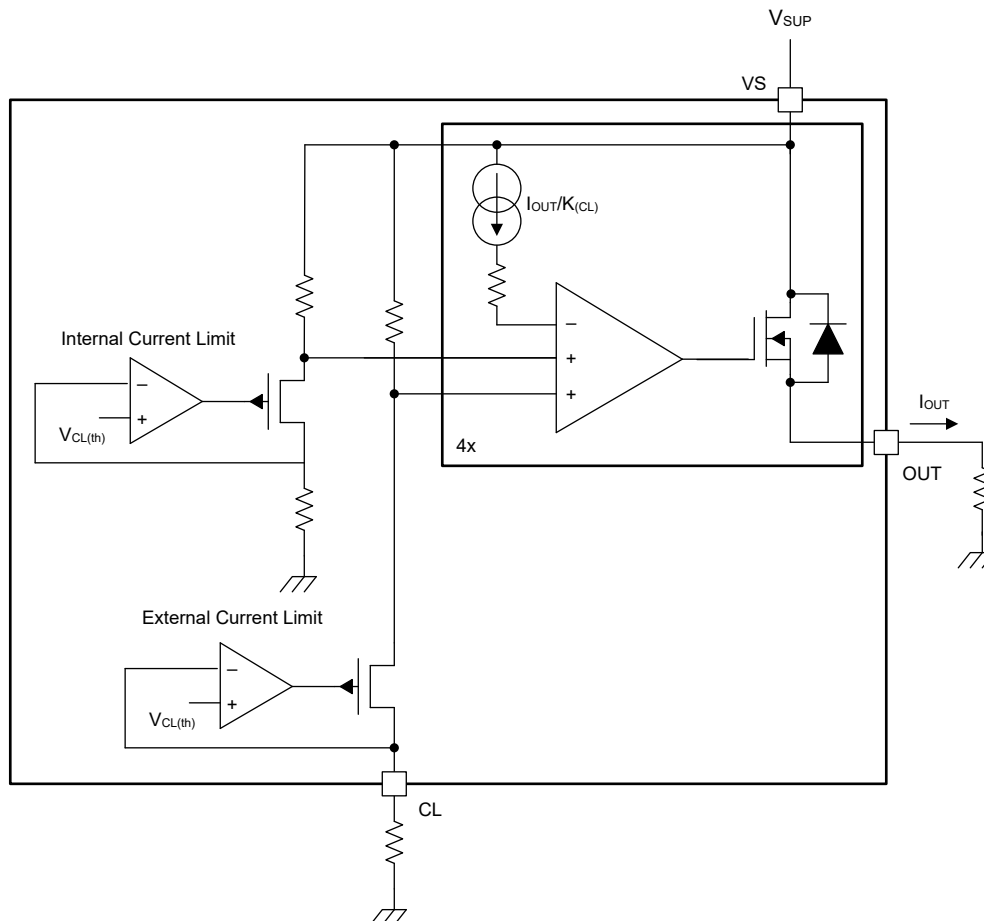 VSUP
VS
IOUT/K(CL)
Internal Current Limit
−
+
+
−
+
VCL(th)
4x
IOUT
OUT
External Current Limit
−
+
VCL(th)
CL